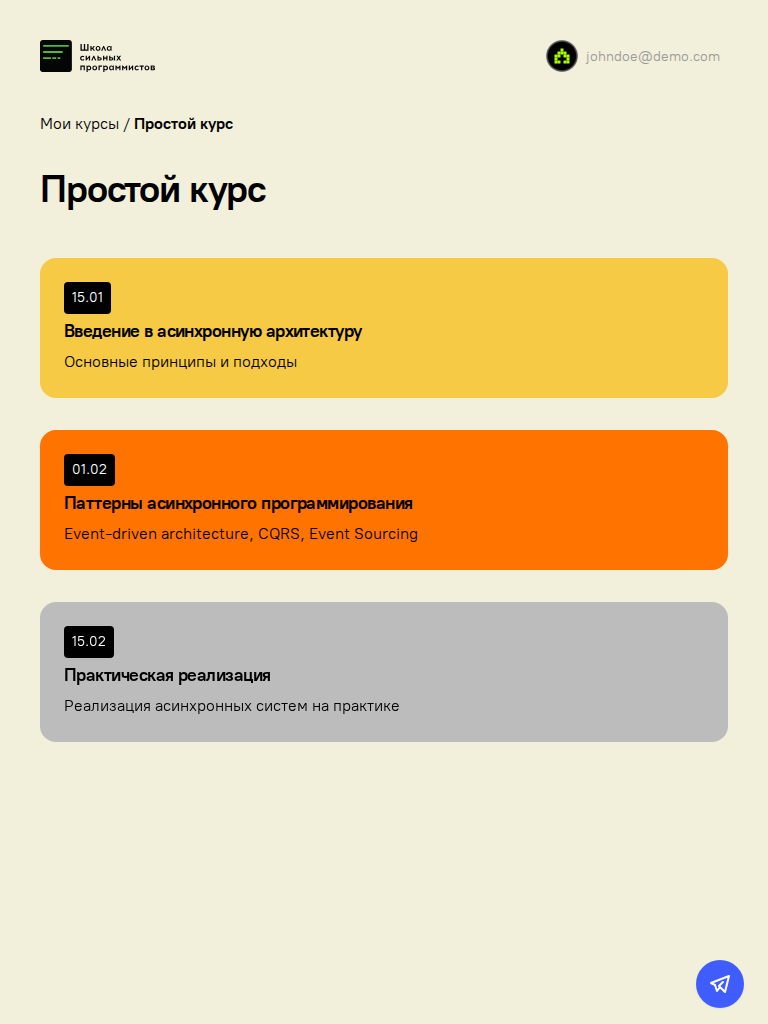 Школа
сильных
программистов
johndoe@demo.com
Мои курсы / Простой курс
Простой курс
15.01
Введение в асинхронную архитектуру
Основные принципы и подходы
01.02
Паттерны асинхронного программирования
Event-driven architecture, CQRS, Event Sourcing
15.02
Практическая реализация
Реализация асинхронных систем на практике